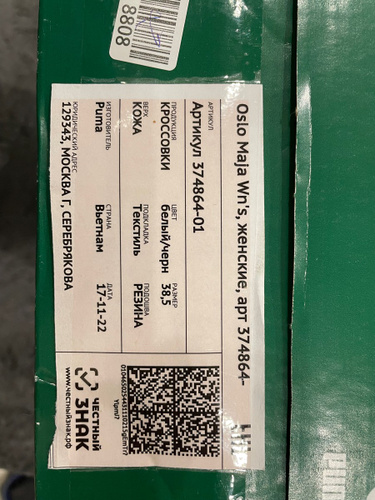 8808
Oslo Maja Wn's, женские, арт 374864-
АРТИКУЛ
Артикул 374864-01
ПРОДУКЦИЯ
КРОССОВКИ
ЦВЕТ
белый/черн
РАЗМЕР
38,5
ВЕРХ
КОЖА
ПОДКЛАДКА
Текстиль
ПОДОШВА
РЕЗИНА
ИЗГОТОВИТЕЛЬ
Puma
СТРАНА
Вьетнам
ДАТА
17-11-22
ЮРИДИЧЕСКИЙ АДРЕС
129343, МОСКВА Г, СЕРЕБРЯКОВА
ЧЕСТНЫЙ
ЗНАК
www.честныйзнак.рф